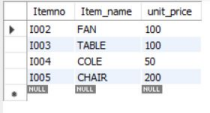 Itemno Item_name unit_price
I002 FAN 100
I003 TABLE 100
I004 COLE 50
I005 CHAIR 200
NULL NULL NULL